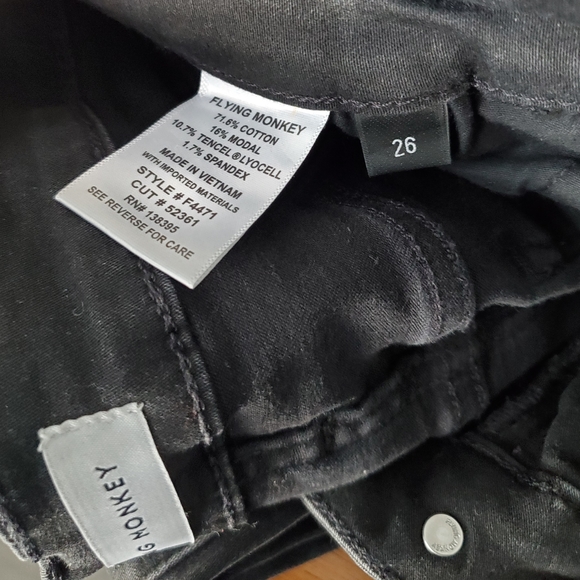 FLYING MONKEY
71.6% COTTON
16% MODAL
10.7% TENCEL®LYOCELL
1.7% SPANDEX
MADE IN VIETNAM
WITH IMPORTED MATERIALS
STYLE # F4471
CUT # 52361
RN# 138395
SEE REVERSE FOR CARE
26
G MONKEY